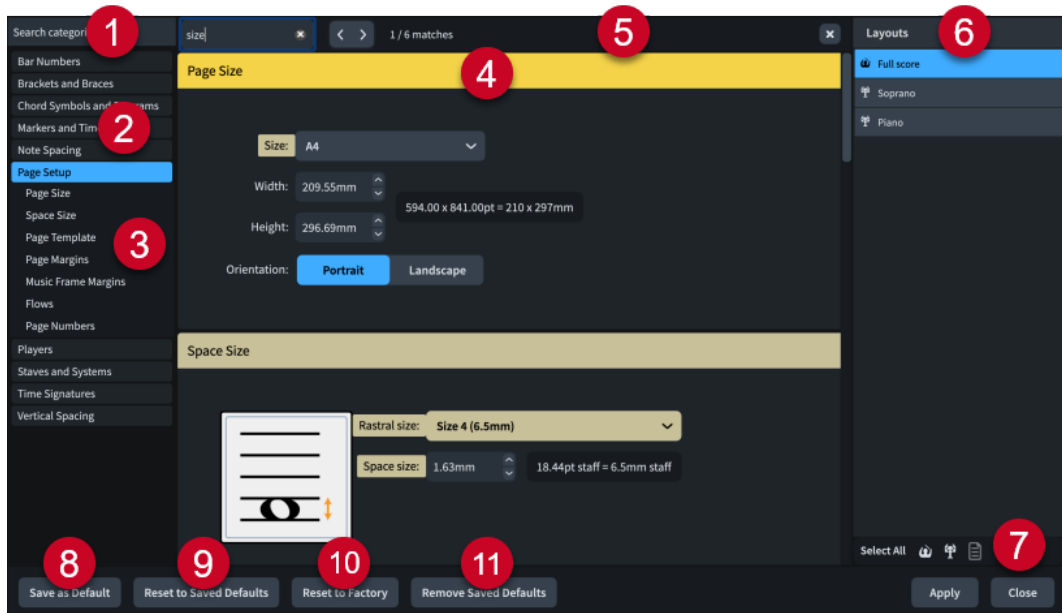 Search categori 1
size 1 / 6 matches 5
Layouts 6
Bar Numbers
Brackets and Braces
Chord Symbols and
Markers and Tim
2
Note Spacing
Page Setup
Page Size
Space Size
Page Template
3
Page Margins
Music Frame Margins
Flows
Page Numbers
Players
Staves and Systems
Time Signatures
Vertical Spacing
Page Size 4
Size: A4
Width: 209.55mm
594.00 x 841.00pt = 210 x 297mm
Height: 296.69mm
Orientation: Portrait Landscape
Space Size
Rastral size: Size 4 (6.5mm)
Space size: 1.63mm 18.44pt staff = 6.5mm staff
Full score
Soprano
Piano
Select All 7
8 9 10 11
Save as Default Reset to Saved Defaults Reset to Factory Remove Saved Defaults Apply Close